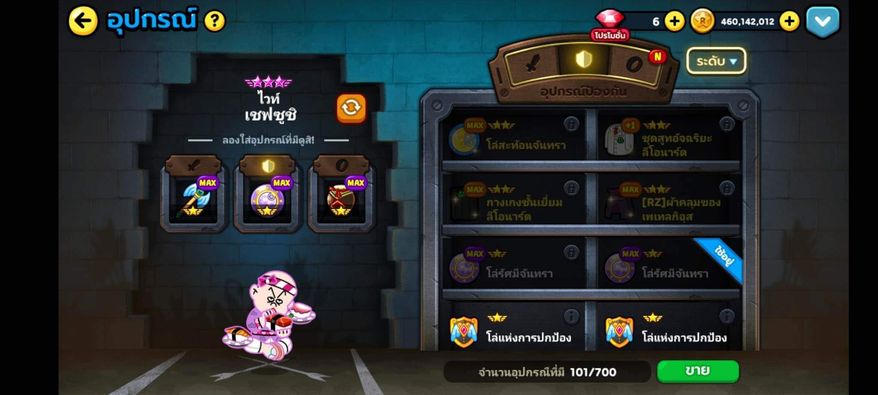 อุปกรณ์ ?
6
460,142,012
โปรโมชั่น
N
ระดับ
อุปกรณ์ป้องกัน
ไวท์
เชฟซูชิ
ลองใส่อุปกรณ์ที่มีดูสิ!
MAX MAX MAX
MAX
โล่สะท้อนจันทรา
+1
ชุดสูทอัจฉริยะ
ลีโอนาร์ด
MAX
กางเกงชั้นเยี่ยม
ลีโอนาร์ด
MAX
[RZ]ผ้าคลุมของ
เทเทลกิอุส
MAX
โล่รัศมีจันทรา
MAX
โล่รัศมีจันทรา
ใช้อยู่
โล่แห่งการปกป้อง
โล่แห่งการปกป้อง
จำนวนอุปกรณ์ที่มี 101/700
ขาย